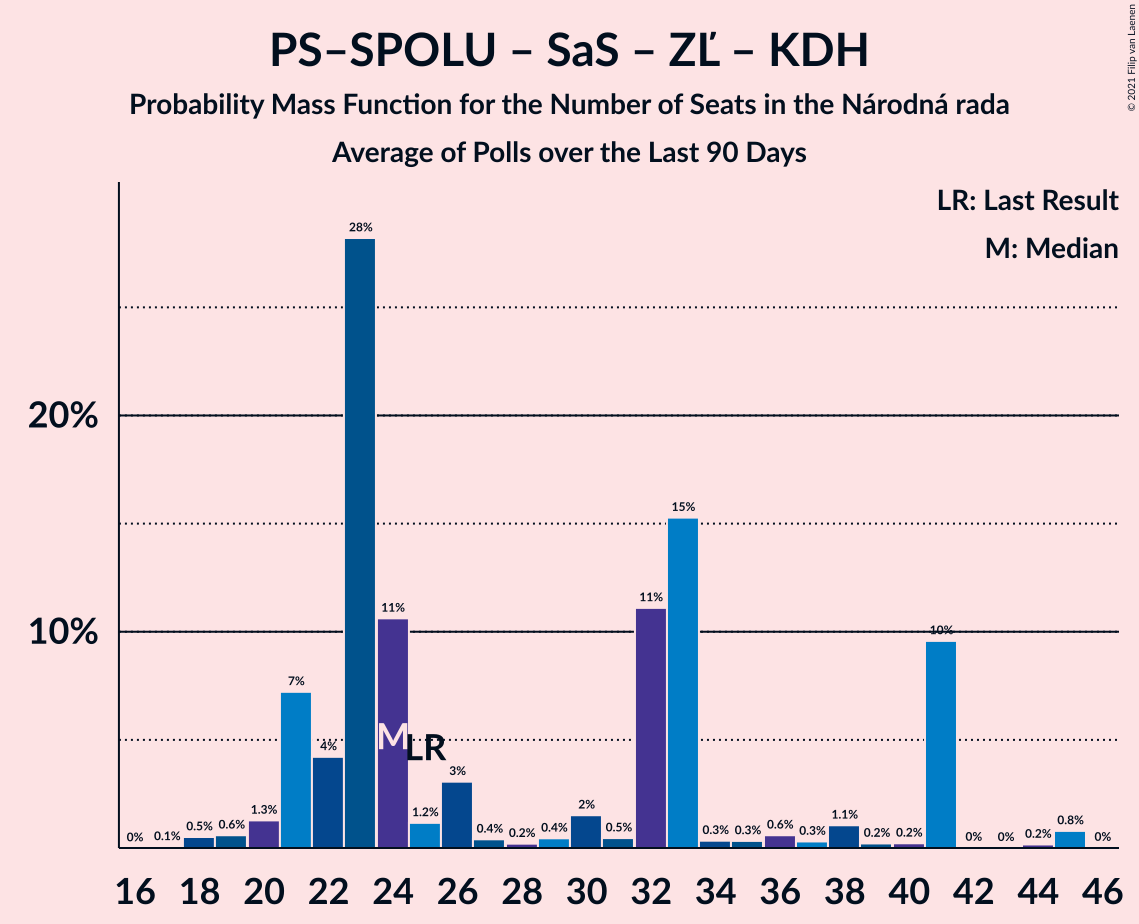 PS–SPOLU – SaS – ZĽ – KDH
Probability Mass Function for the Number of Seats in the Národná rada
Average of Polls over the Last 90 Days
© 2021 Filip van Laenen
LR: Last Result
M: Median
28%
20%
15%
11%
11%
10%
10%
7%
4%
M
LR
3%
0% 0.1% 0.5% 0.6% 1.3% 1.2% 0.4% 0.2% 0.4% 2% 0.5% 0.3% 0.3% 0.6% 0.3% 1.1% 0.2% 0.2% 0% 0% 0.2% 0.8% 0%
16 18 20 22 24 26 28 30 32 34 36 38 40 42 44 46